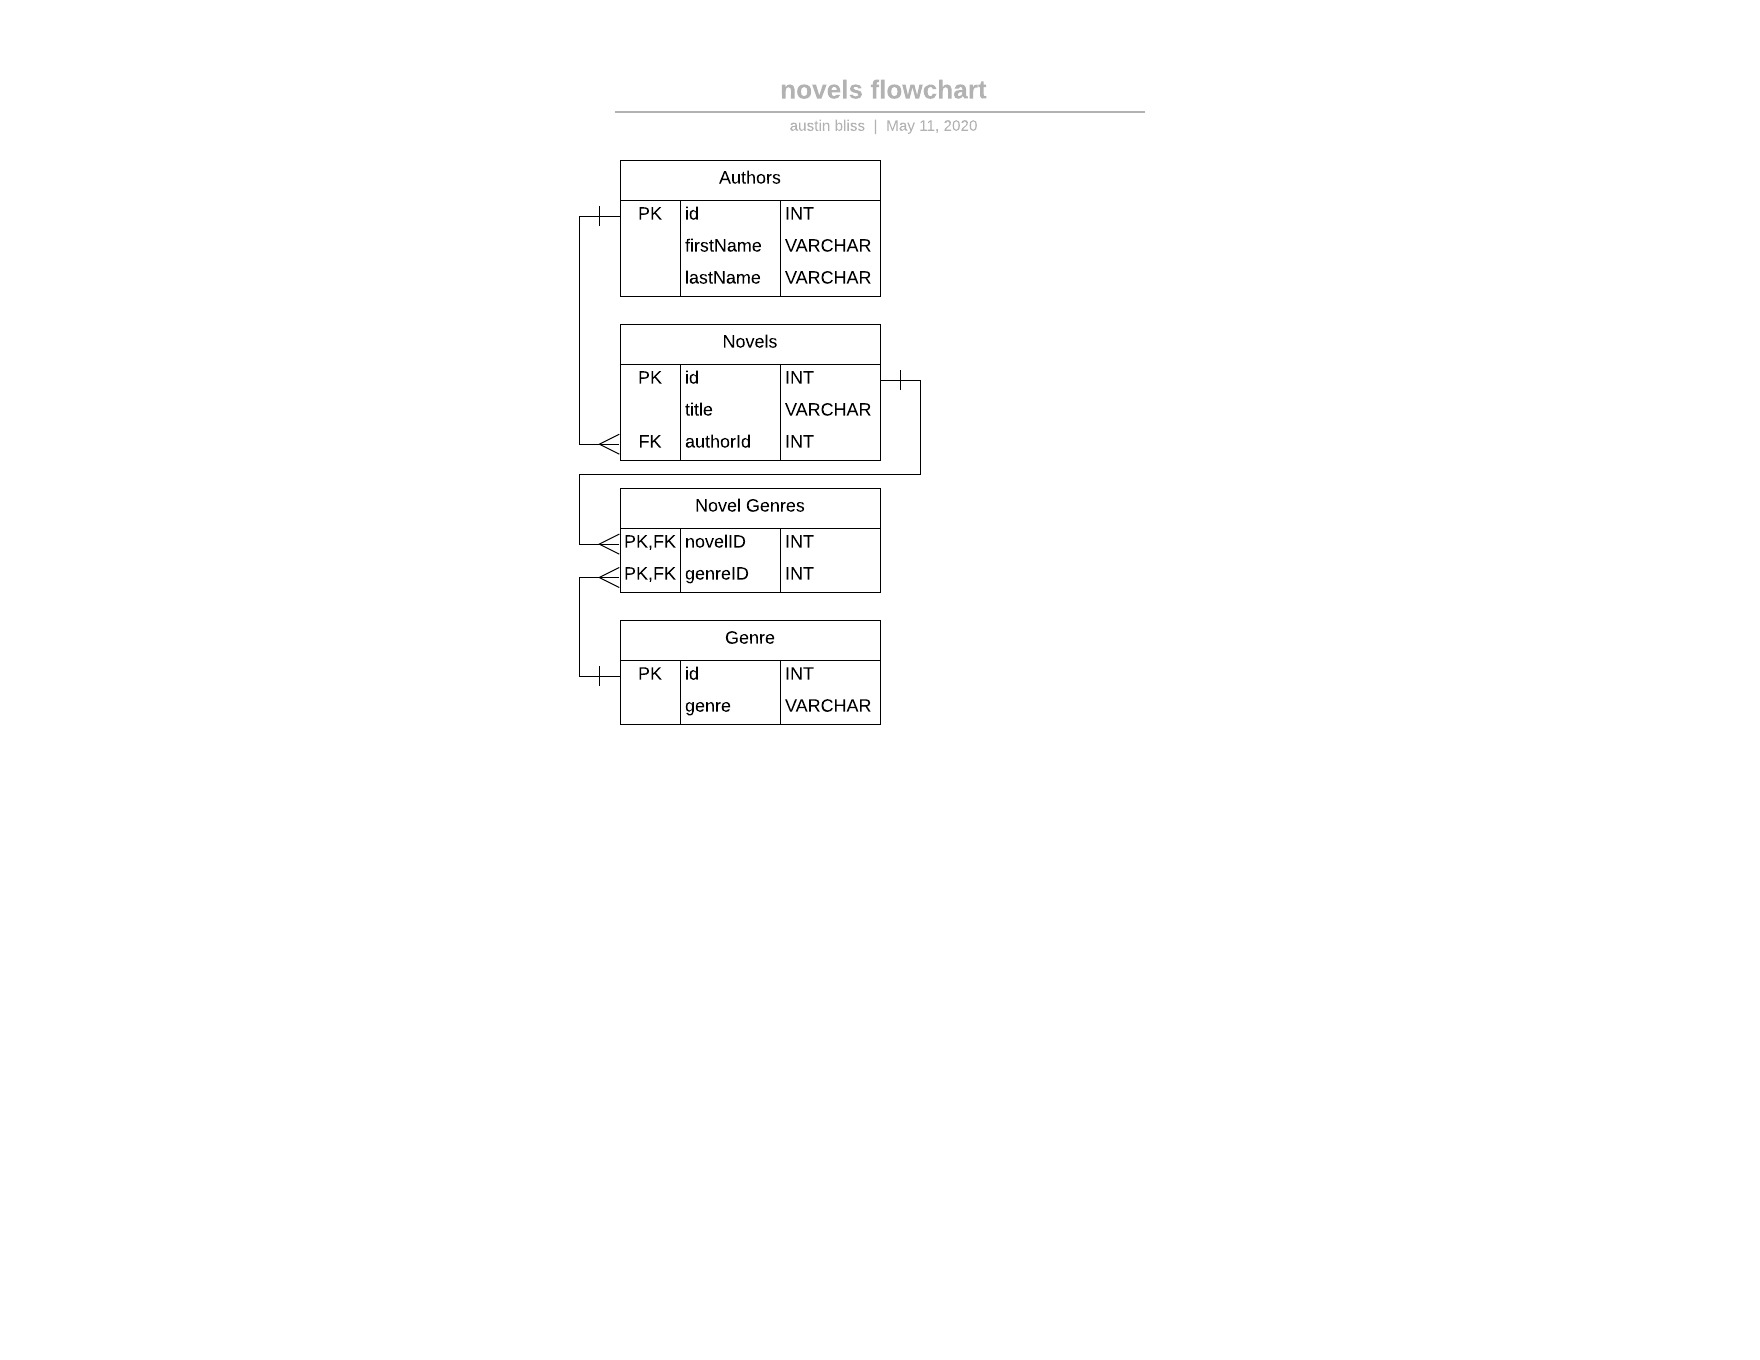 novels flowchart
austin bliss | May 11, 2020
Authors
PK id INT
firstName VARCHAR
lastName VARCHAR
Novels
PK id INT
title VARCHAR
FK authorId INT
Novel Genres
PK,FK novelID INT
PK,FK genreID INT
Genre
PK id INT
genre VARCHAR